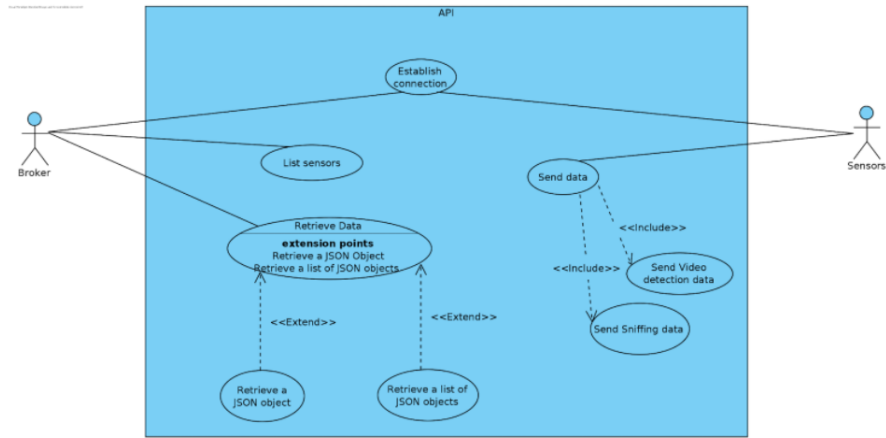 API
Establish
connection
Broker
Sensors
List sensors
Send data
Retrieve Data
extension points
Retrieve a JSON Object
Retrieve a list of JSON objects
<<Include>>
<<Include>>
Send Video
detection data
Send Sniffing data
<<Extend>>
<<Extend>>
Retrieve a
JSON object
Retrieve a list of
JSON objects